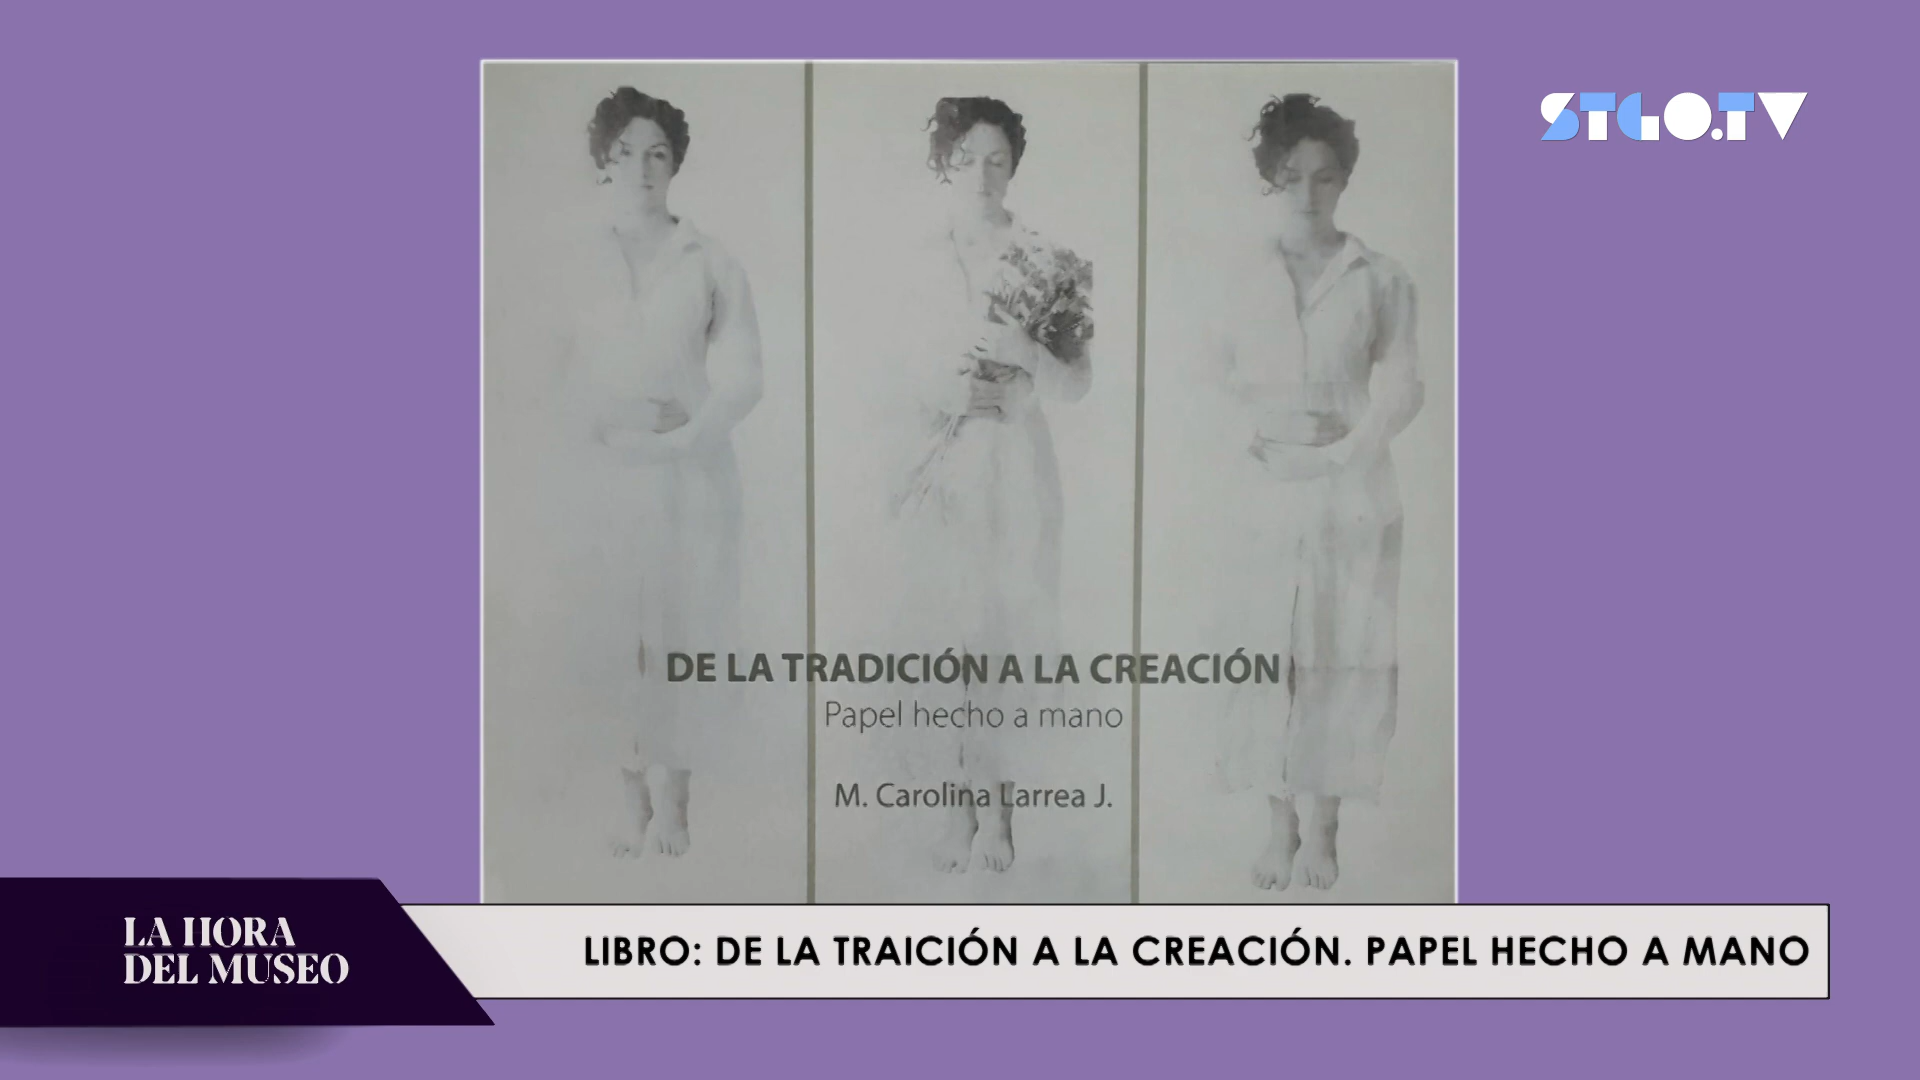 STGO.TV
DE LA TRADICIÓN A LA CREACIÓN
Papel hecho a mano
M. Carolina Larrea J.
LA HORA
DEL MUSEO
LIBRO: DE LA TRAICIÓN A LA CREACIÓN. PAPEL HECHO A MANO